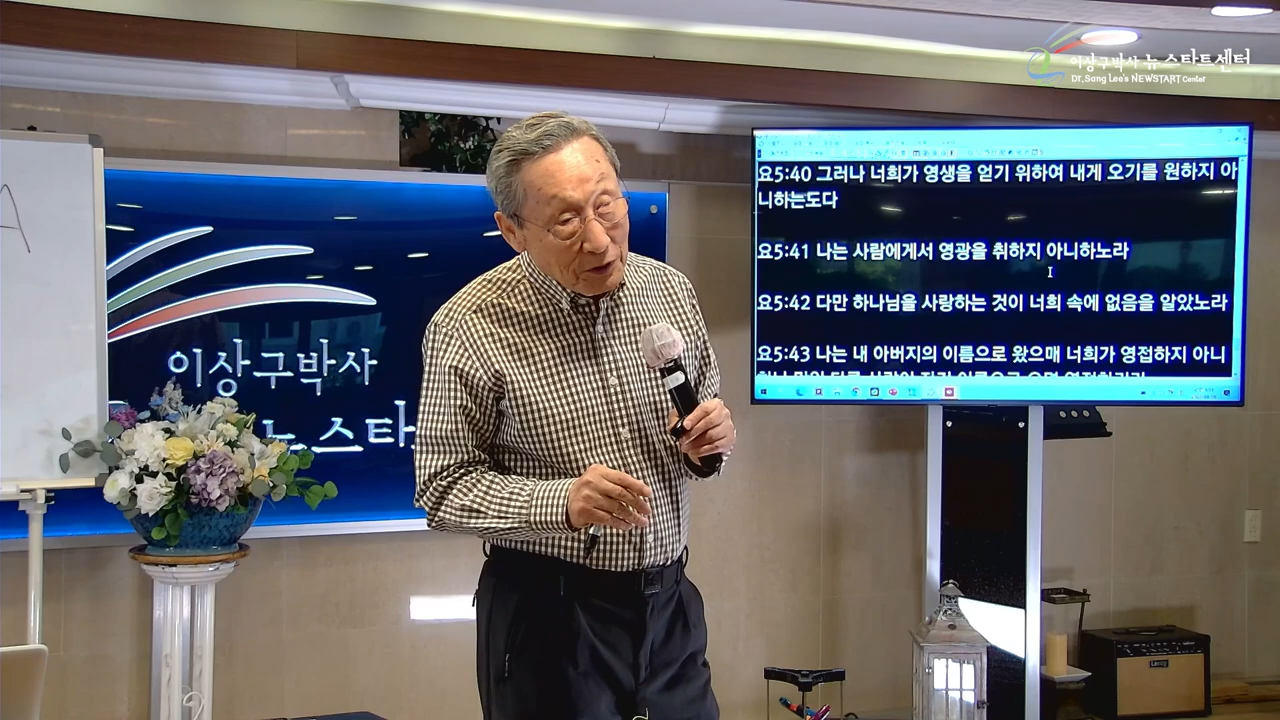 이상구박사 뉴스타트센터
Dr. Sang Lee's NEWSTART Center
요5:40 그러나 너희가 영생을 얻기 위하여 내게 오기를 원하지 아
니하는도다
요5:41 나는 사람에게서 영광을 취하지 아니하노라
요5:42 다만 하나님을 사랑하는 것이 너희 속에 없음을 알았노라
요5:43 나는 내 아버지의 이름으로 왔으매 너희가 영접하지 아니
이상구박사
뉴스타
A
Laney